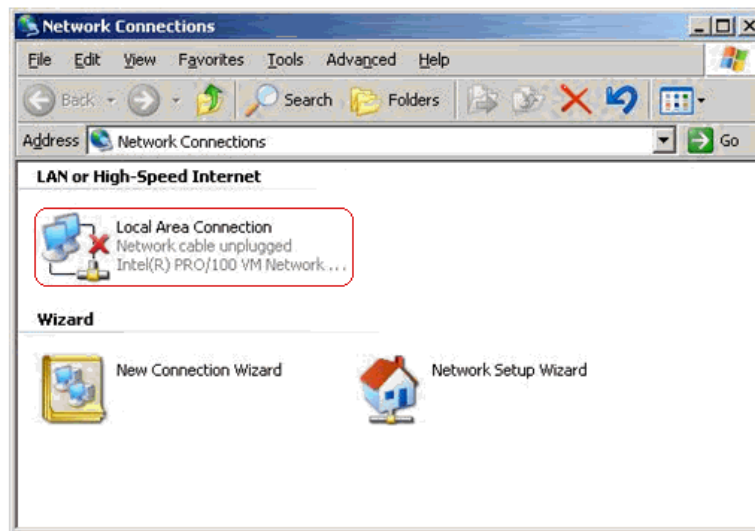 Network Connections
File Edit View Favorites Tools Advanced Help
Back Search Folders
Address Network Connections Go
LAN or High-Speed Internet
Local Area Connection
Network cable unplugged
Intel(R) PRO/100 VM Network ...
Wizard
New Connection Wizard Network Setup Wizard